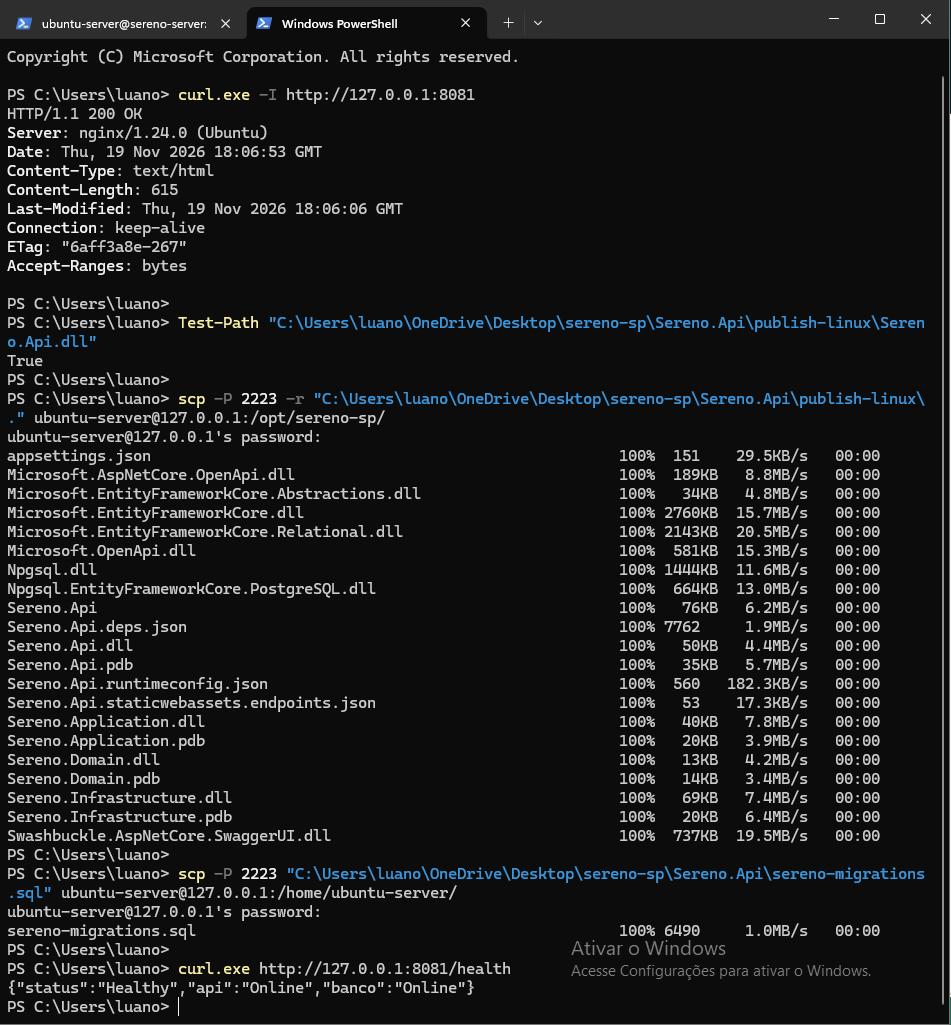 ubuntu-server@sereno-server:
Windows PowerShell
Copyright (C) Microsoft Corporation. All rights reserved.
PS C:\Users\luano> curl.exe -I http://127.0.0.1:8081
HTTP/1.1 200 OK
Server: nginx/1.24.0 (Ubuntu)
Date: Thu, 19 Nov 2026 18:06:53 GMT
Content-Type: text/html
Content-Length: 615
Last-Modified: Thu, 19 Nov 2026 18:06:06 GMT
Connection: keep-alive
ETag: "6aff3a8e-267"
Accept-Ranges: bytes
PS C:\Users\luano>
PS C:\Users\luano> Test-Path "C:\Users\luano\OneDrive\Desktop\sereno-sp\Sereno.Api\publish-linux\Seren
o.Api.dll"
True
PS C:\Users\luano>
PS C:\Users\luano> scp -P 2223 -r "C:\Users\luano\OneDrive\Desktop\sereno-sp\Sereno.Api\publish-linux\
." ubuntu-server@127.0.0.1:/opt/sereno-sp/
ubuntu-server@127.0.0.1's password:
appsettings.json 100% 151 29.5KB/s 00:00
Microsoft.AspNetCore.OpenApi.dll 100% 189KB 8.8MB/s 00:00
Microsoft.EntityFrameworkCore.Abstractions.dll 100% 34KB 4.8MB/s 00:00
Microsoft.EntityFrameworkCore.dll 100% 2760KB 15.7MB/s 00:00
Microsoft.EntityFrameworkCore.Relational.dll 100% 2143KB 20.5MB/s 00:00
Microsoft.OpenApi.dll 100% 581KB 15.3MB/s 00:00
Npgsql.dll 100% 1444KB 11.6MB/s 00:00
Npgsql.EntityFrameworkCore.PostgreSQL.dll 100% 664KB 13.0MB/s 00:00
Sereno.Api 100% 76KB 6.2MB/s 00:00
Sereno.Api.deps.json 100% 7762 1.9MB/s 00:00
Sereno.Api.dll 100% 50KB 4.4MB/s 00:00
Sereno.Api.pdb 100% 35KB 5.7MB/s 00:00
Sereno.Api.runtimeconfig.json 100% 560 182.3KB/s 00:00
Sereno.Api.staticwebassets.endpoints.json 100% 53 17.3KB/s 00:00
Sereno.Application.dll 100% 40KB 7.8MB/s 00:00
Sereno.Application.pdb 100% 20KB 3.9MB/s 00:00
Sereno.Domain.dll 100% 13KB 4.2MB/s 00:00
Sereno.Domain.pdb 100% 14KB 3.4MB/s 00:00
Sereno.Infrastructure.dll 100% 69KB 7.4MB/s 00:00
Sereno.Infrastructure.pdb 100% 20KB 6.4MB/s 00:00
Swashbuckle.AspNetCore.SwaggerUI.dll 100% 737KB 19.5MB/s 00:00
PS C:\Users\luano>
PS C:\Users\luano> scp -P 2223 "C:\Users\luano\OneDrive\Desktop\sereno-sp\Sereno.Api\sereno-migrations
.sql" ubuntu-server@127.0.0.1:/home/ubuntu-server/
ubuntu-server@127.0.0.1's password:
sereno-migrations.sql 100% 6490 1.0MB/s 00:00
PS C:\Users\luano>
PS C:\Users\luano> curl.exe http://127.0.0.1:8081/health
{"status":"Healthy","api":"Online","banco":"Online"}
PS C:\Users\luano>
Ativar o Windows
Acesse Configurações para ativar o Windows.